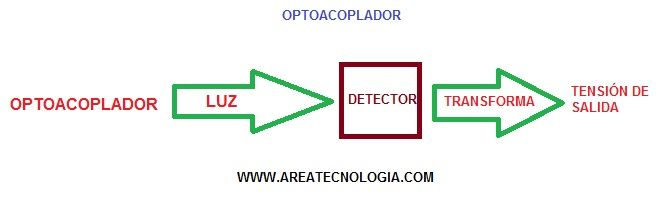 OPTOACOPLADOR
OPTOACOPLADOR
LUZ
DETECTOR
TRANSFORMA
TENSIÓN DE
SALIDA
WWW.AREATECNOLOGIA.COM